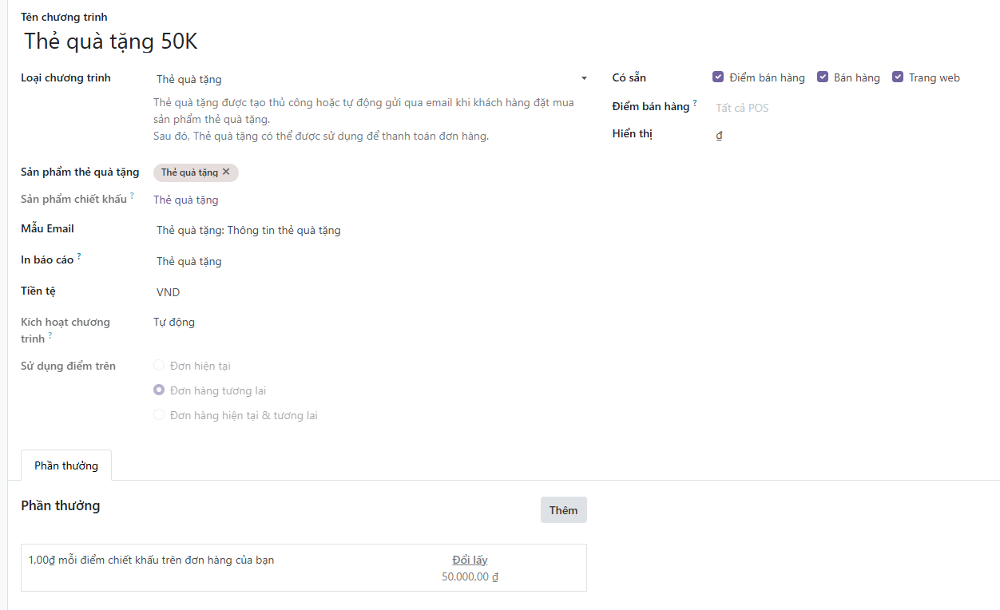 Tên chương trình
Thẻ quà tặng 50K
Loại chương trình
Thẻ quà tặng
Thẻ quà tặng được tạo thủ công hoặc tự động gửi qua email khi khách hàng đặt mua
sản phẩm thẻ quà tặng.
Sau đó, Thẻ quà tặng có thể được sử dụng để thanh toán đơn hàng.
Có sẵn
Điểm bán hàng
Bán hàng
Trang web
Điểm bán hàng ?
Tất cả POS
Hiển thị
₫
Sản phẩm thẻ quà tặng
Thẻ quà tặng ✕
Sản phẩm chiết khấu ?
Thẻ quà tặng
Mẫu Email
Thẻ quà tặng: Thông tin thẻ quà tặng
In báo cáo ?
Thẻ quà tặng
Tiền tệ
VND
Kích hoạt chương
trình ?
Tự động
Sử dụng điểm trên
Đơn hiện tại
Đơn hàng tương lai
Đơn hàng hiện tại & tương lai
Phần thưởng
Phần thưởng
Thêm
1,00₫ mỗi điểm chiết khấu trên đơn hàng của bạn
Đổi lấy
50.000,00 ₫